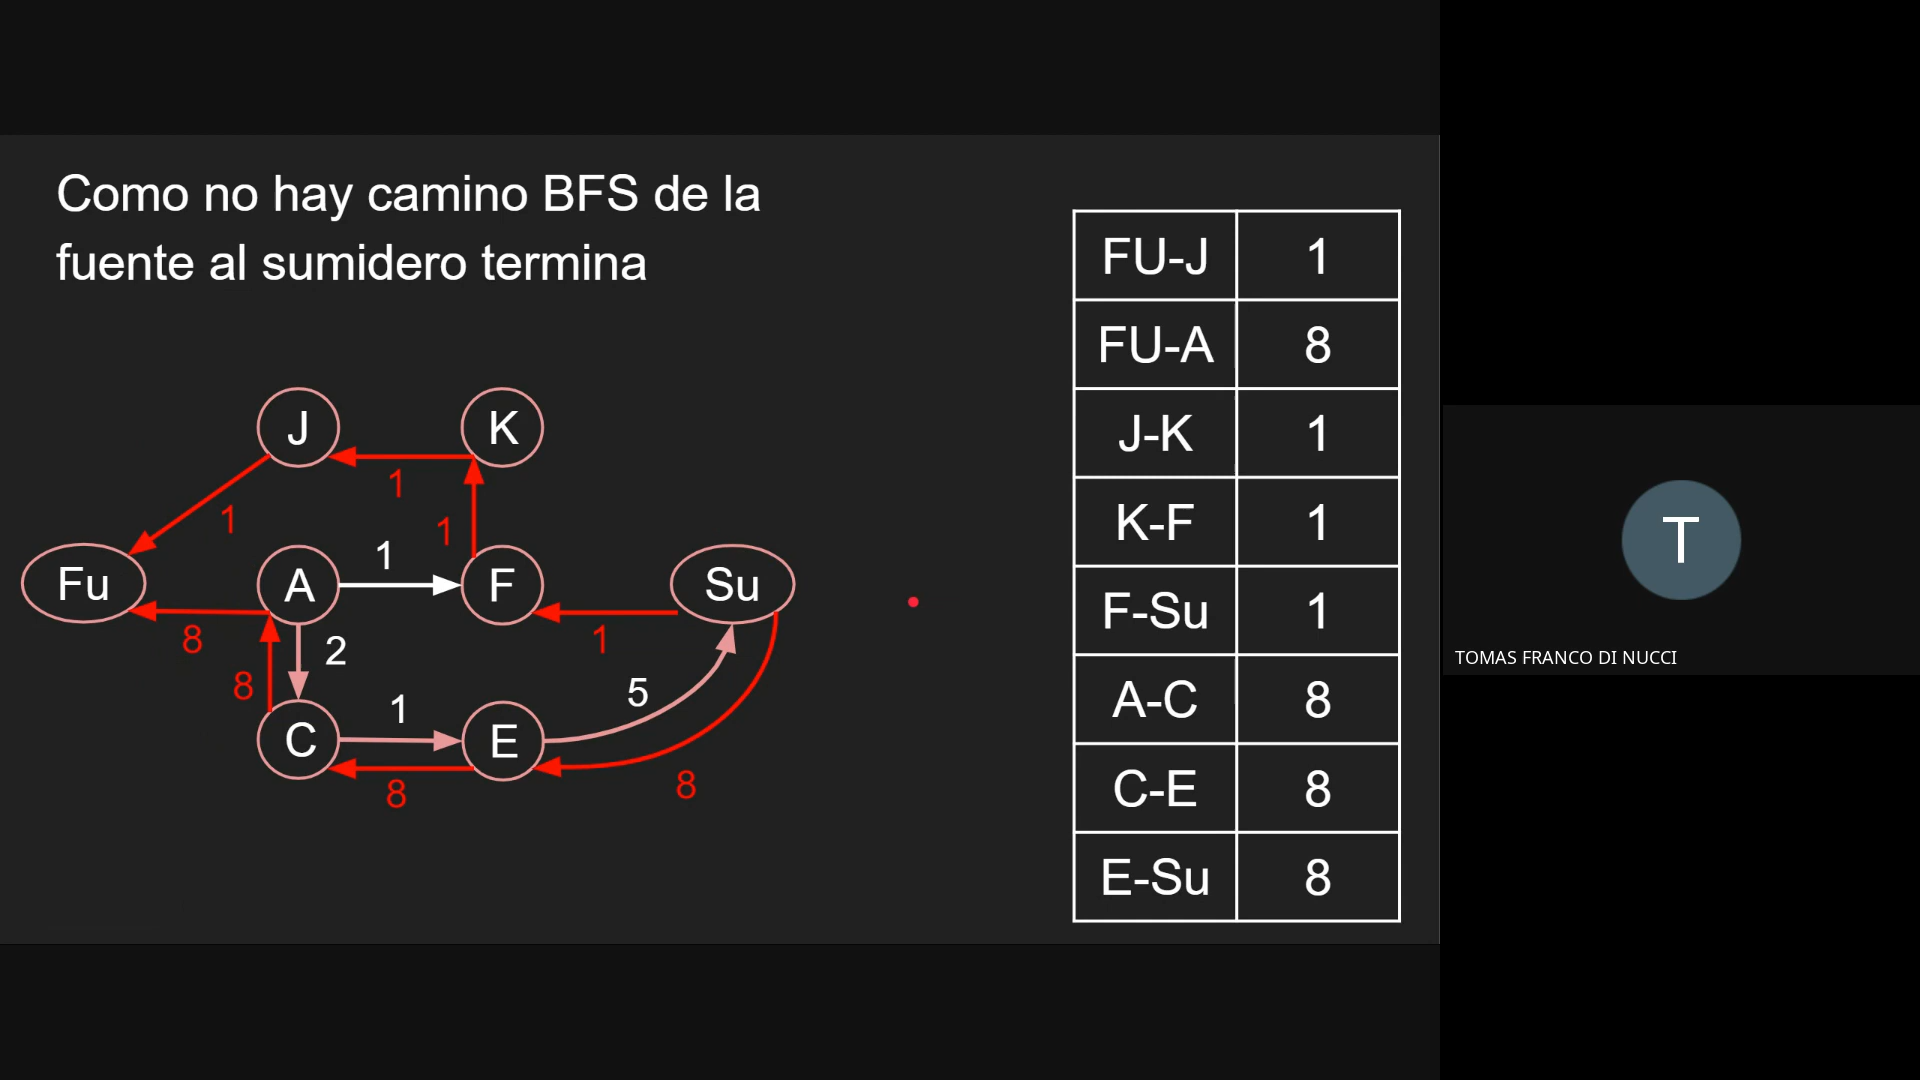 Como no hay camino BFS de la
fuente al sumidero termina
J
K
1
1
1
1
Fu
A
F
Su
8
8
2
1
5
1
C
E
8
8
FU-J 1
FU-A 8
J-K 1
K-F 1
F-Su 1
A-C 8
C-E 8
E-Su 8
T
TOMAS FRANCO DI NUCCI